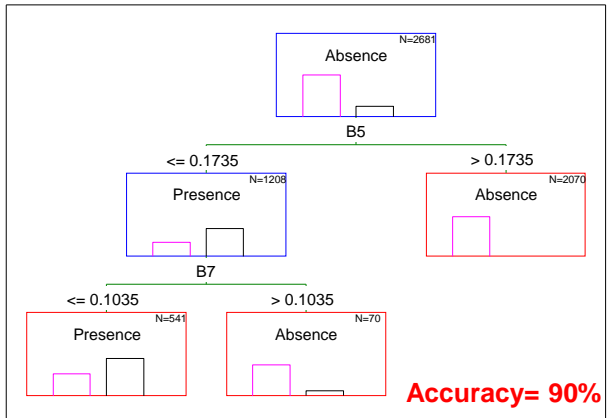 N=2681
Absence
B5
<= 0.1735 > 0.1735
N=1208 N=2070
Presence Absence
B7
<= 0.1035 > 0.1035
N=541 N=70
Presence Absence
Accuracy= 90%